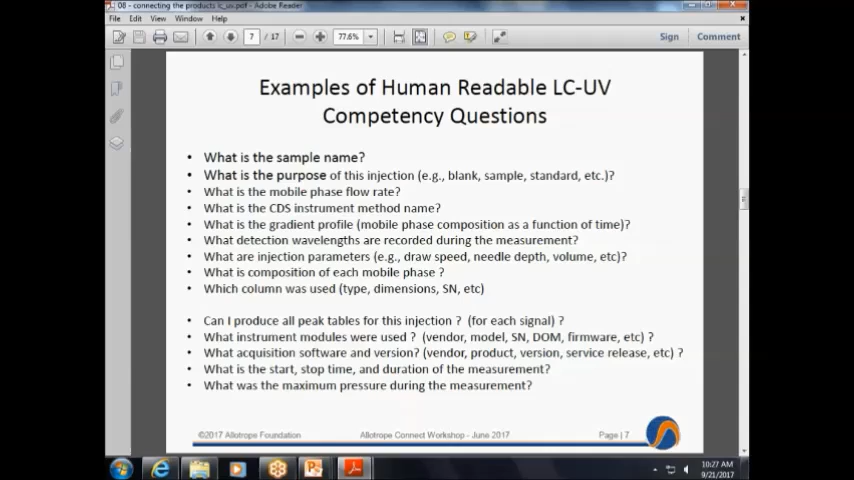 08 - connecting the products lc_uv.pdf - Adobe Reader
File Edit View Window Help
7 / 17 77.6% Sign Comment
Examples of Human Readable LC-UV
Competency Questions
• What is the sample name?
• What is the purpose of this injection (e.g., blank, sample, standard, etc.)?
• What is the mobile phase flow rate?
• What is the CDS instrument method name?
• What is the gradient profile (mobile phase composition as a function of time)?
• What detection wavelengths are recorded during the measurement?
• What are injection parameters (e.g., draw speed, needle depth, volume, etc)?
• What is composition of each mobile phase ?
• Which column was used (type, dimensions, SN, etc)
• Can I produce all peak tables for this injection ? (for each signal) ?
• What instrument modules were used ? (vendor, model, SN, DOM, firmware, etc) ?
• What acquisition software and version? (vendor, product, version, service release, etc) ?
• What is the start, stop time, and duration of the measurement?
• What was the maximum pressure during the measurement?
©2017 Allotrope Foundation Allotrope Connect Workshop - June 2017 Page | 7
10:27 AM
9/21/2017